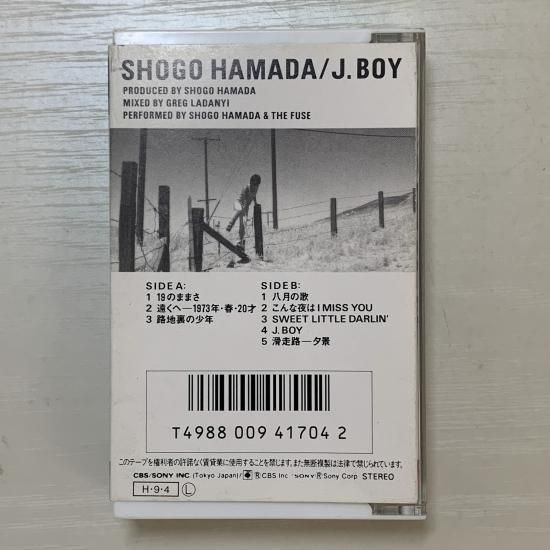 SHOGO HAMADA/J.BOY
PRODUCED BY SHOGO HAMADA
MIXED BY GREG LADANYI
PERFORMED BY SHOGO HAMADA & THE FUSE
SIDE A:
1 19のままさ
2 遠くへ—1973年・春・20才
3 路地裏の少年
SIDE B:
1 八月の歌
2 こんな夜はI MISS YOU
3 SWEET LITTLE DARLIN'
4 J.BOY
5 滑走路—夕景
T4988 009 41704 2
このテープを権利者の許諾なく賃貸業に使用することを禁じます。また無断複製は法律で禁じられています。
CBS/SONY INC. (Tokyo Japan)/ ®CBS Inc./"SONY"®Sony Corp. STEREO
H・9・4 Ⓛ